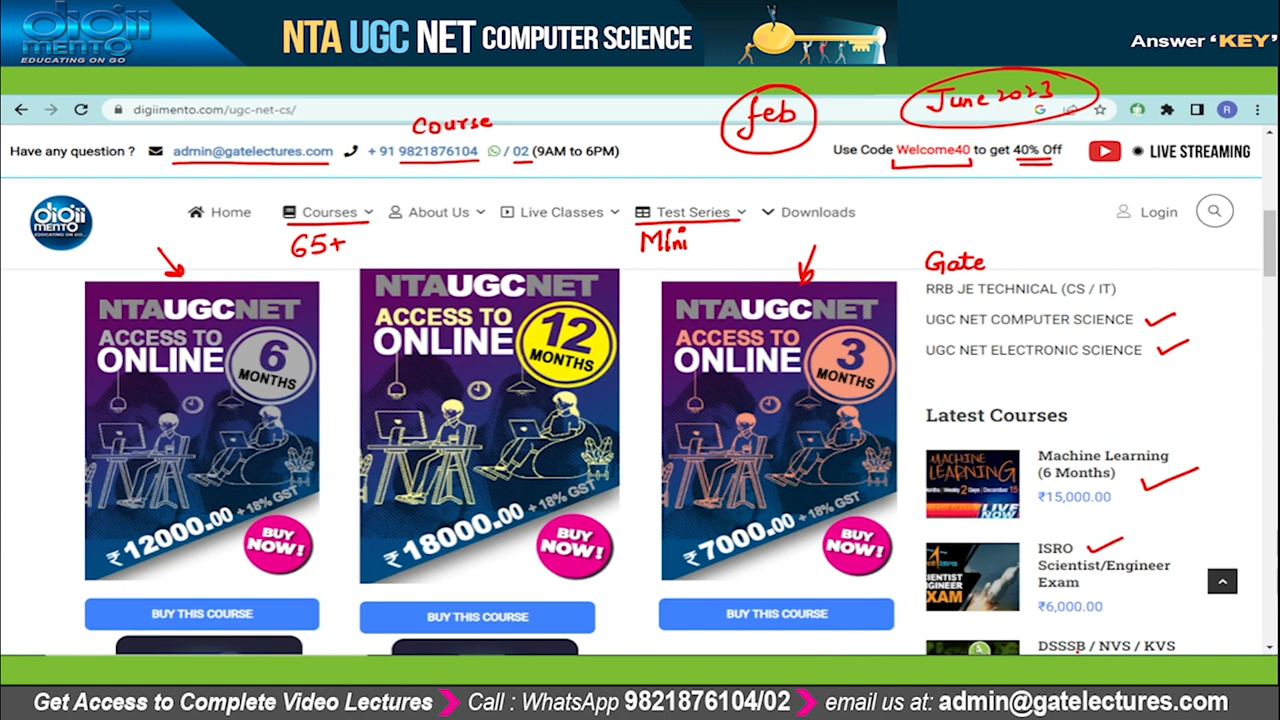 digiimento
EDUCATING ON GO
NTA UGC NET COMPUTER SCIENCE
Answer 'KEY'
digiimento.com/ugc-net-cs/
R
feb
June 2023
Course
Have any question ? admin@gatelectures.com + 91 9821876104 / 02 (9AM to 6PM)
Use Code Welcome40 to get 40% Off
LIVE STREAMING
digiimento
EDUCATING ON GO
Home Courses About Us Live Classes Test Series Downloads Login
65+
Mini
Gate
NTAUGCNET
ACCESS TO
ONLINE
6
MONTHS
₹12000.00 +18% GST
BUY
NOW!
BUY THIS COURSE
NTAUGCNET
ACCESS TO
ONLINE
12
MONTHS
₹18000.00 +18% GST
BUY
NOW!
BUY THIS COURSE
NTAUGCNET
ACCESS TO
ONLINE
3
MONTHS
₹7000.00 +18% GST
BUY
NOW!
BUY THIS COURSE
RRB JE TECHNICAL (CS / IT)
UGC NET COMPUTER SCIENCE
UGC NET ELECTRONIC SCIENCE
Latest Courses
MACHINE
LEARNING
LIVE
NOW
Machine Learning
(6 Months)
₹15,000.00
ISRO
Scientist/Engineer
Exam
₹6,000.00
DSSSB / NVS / KVS
Get Access to Complete Video Lectures Call : WhatsApp 9821876104/02 email us at: admin@gatelectures.com